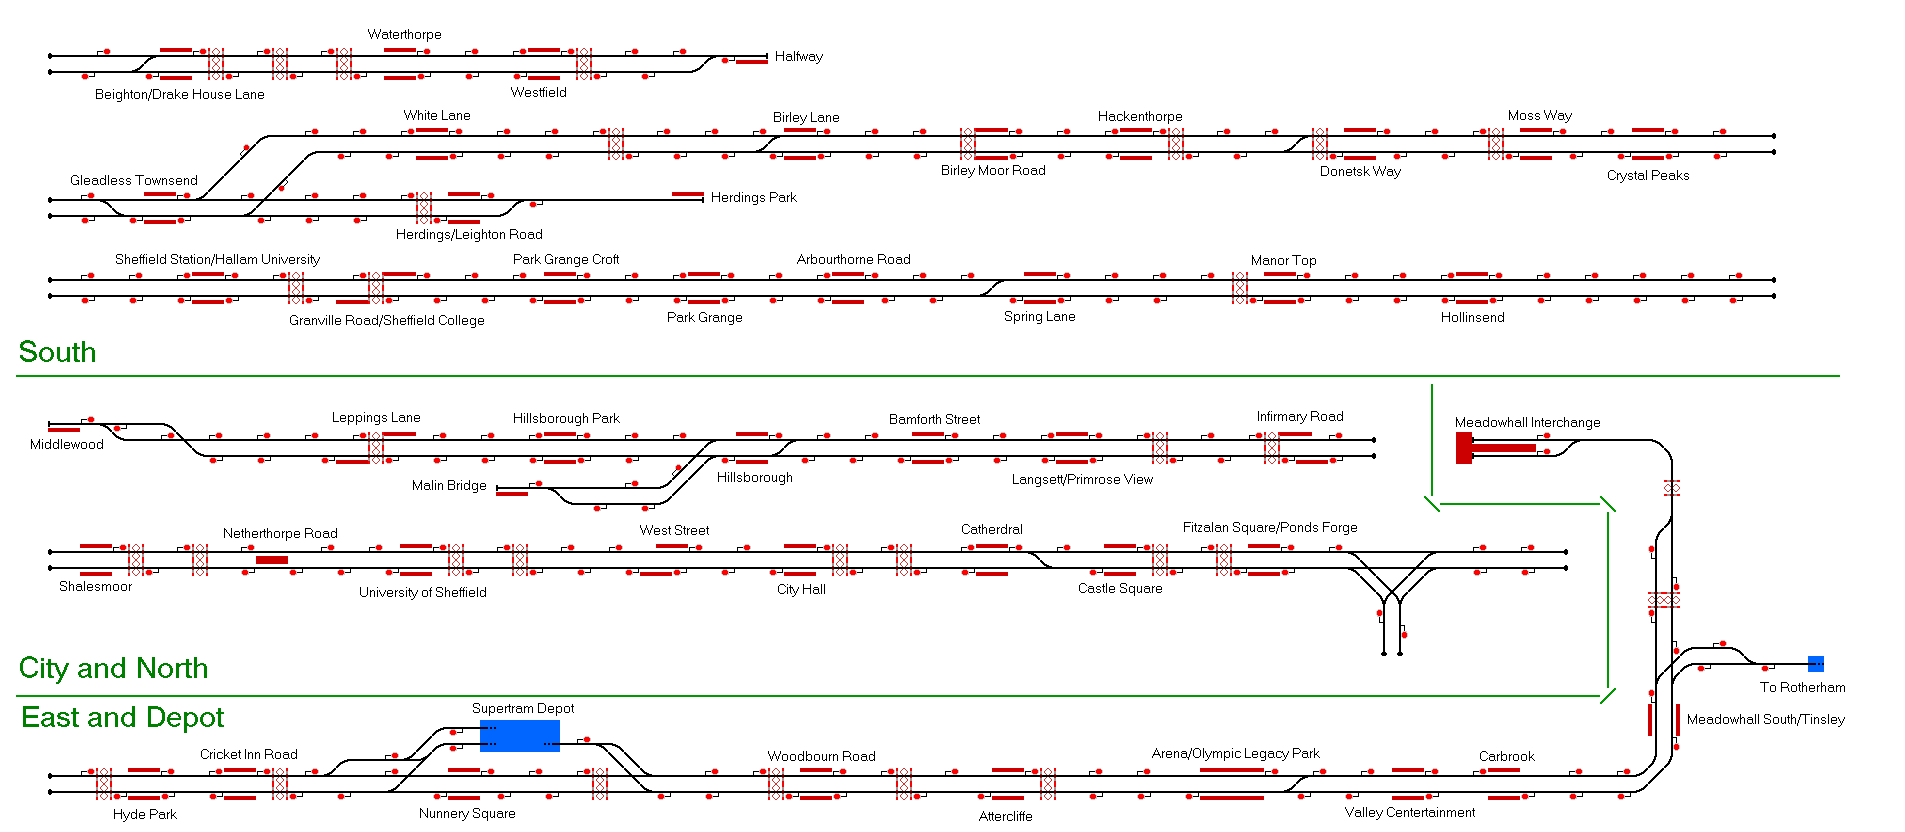 Waterthorpe
Halfway
Beighton/Drake House Lane
Westfield
White Lane
Birley Lane
Hackenthorpe
Moss Way
Birley Moor Road
Donetsk Way
Crystal Peaks
Gleadless Townsend
Herdings Park
Herdings/Leighton Road
Sheffield Station/Hallam University
Park Grange Croft
Arbourthorne Road
Manor Top
Granville Road/Sheffield College
Park Grange
Spring Lane
Hollinsend
South
Leppings Lane
Hillsborough Park
Bamforth Street
Infirmary Road
Meadowhall Interchange
Middlewood
Malin Bridge
Hillsborough
Langsett/Primrose View
Netherthorpe Road
West Street
Catherdral
Fitzalan Square/Ponds Forge
Shalesmoor
University of Sheffield
City Hall
Castle Square
City and North
To Rotherham
East and Depot
Supertram Depot
Meadowhall South/Tinsley
Cricket Inn Road
Woodbourn Road
Arena/Olympic Legacy Park
Carbrook
Hyde Park
Nunnery Square
Attercliffe
Valley Centertainment